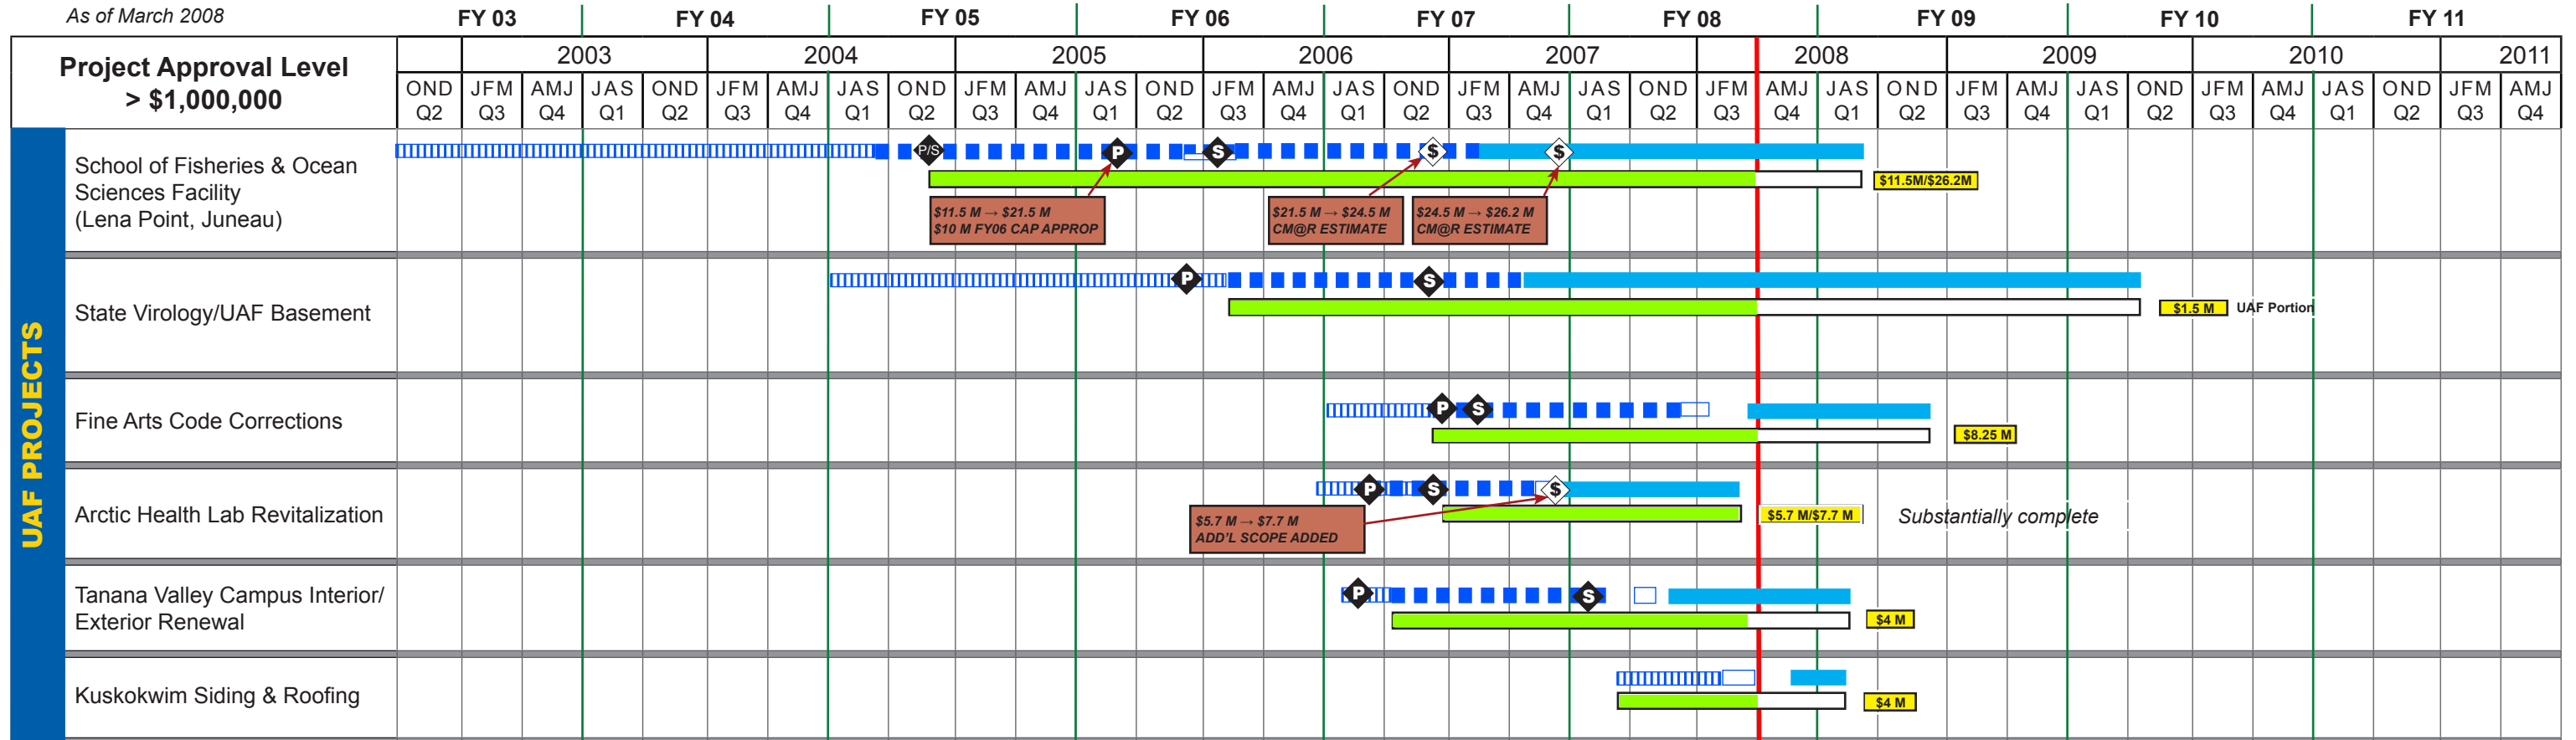 As of March 2008
FY 03 FY 04 FY 05 FY 06 FY 07 FY 08 FY 09 FY 10 FY 11
Project Approval Level
> $1,000,000
2003 2004 2005 2006 2007 2008 2009 2010 2011
OND JFM AMJ JAS OND JFM AMJ JAS OND JFM AMJ JAS OND JFM AMJ JAS OND JFM AMJ JAS OND JFM AMJ JAS OND JFM AMJ JAS OND JFM AMJ JAS OND JFM AMJ
Q2 Q3 Q4 Q1 Q2 Q3 Q4 Q1 Q2 Q3 Q4 Q1 Q2 Q3 Q4 Q1 Q2 Q3 Q4 Q1 Q2 Q3 Q4 Q1 Q2 Q3 Q4 Q1 Q2 Q3 Q4 Q1 Q2 Q3 Q4
UAF PROJECTS
School of Fisheries & Ocean
Sciences Facility
(Lena Point, Juneau)
P/S P S $ $
$11.5M/$26.2M
$11.5 M → $21.5 M
$10 M FY06 CAP APPROP
$21.5 M → $24.5 M
CM@R ESTIMATE
$24.5 M → $26.2 M
CM@R ESTIMATE
State Virology/UAF Basement
P S
$1.5 M UAF Portion
Fine Arts Code Corrections
P S
$8.25 M
Arctic Health Lab Revitalization
P S $
$5.7 M → $7.7 M
ADD'L SCOPE ADDED
$5.7 M/$7.7 M
Substantially complete
Tanana Valley Campus Interior/
Exterior Renewal
P S
$4 M
Kuskokwim Siding & Roofing
$4 M